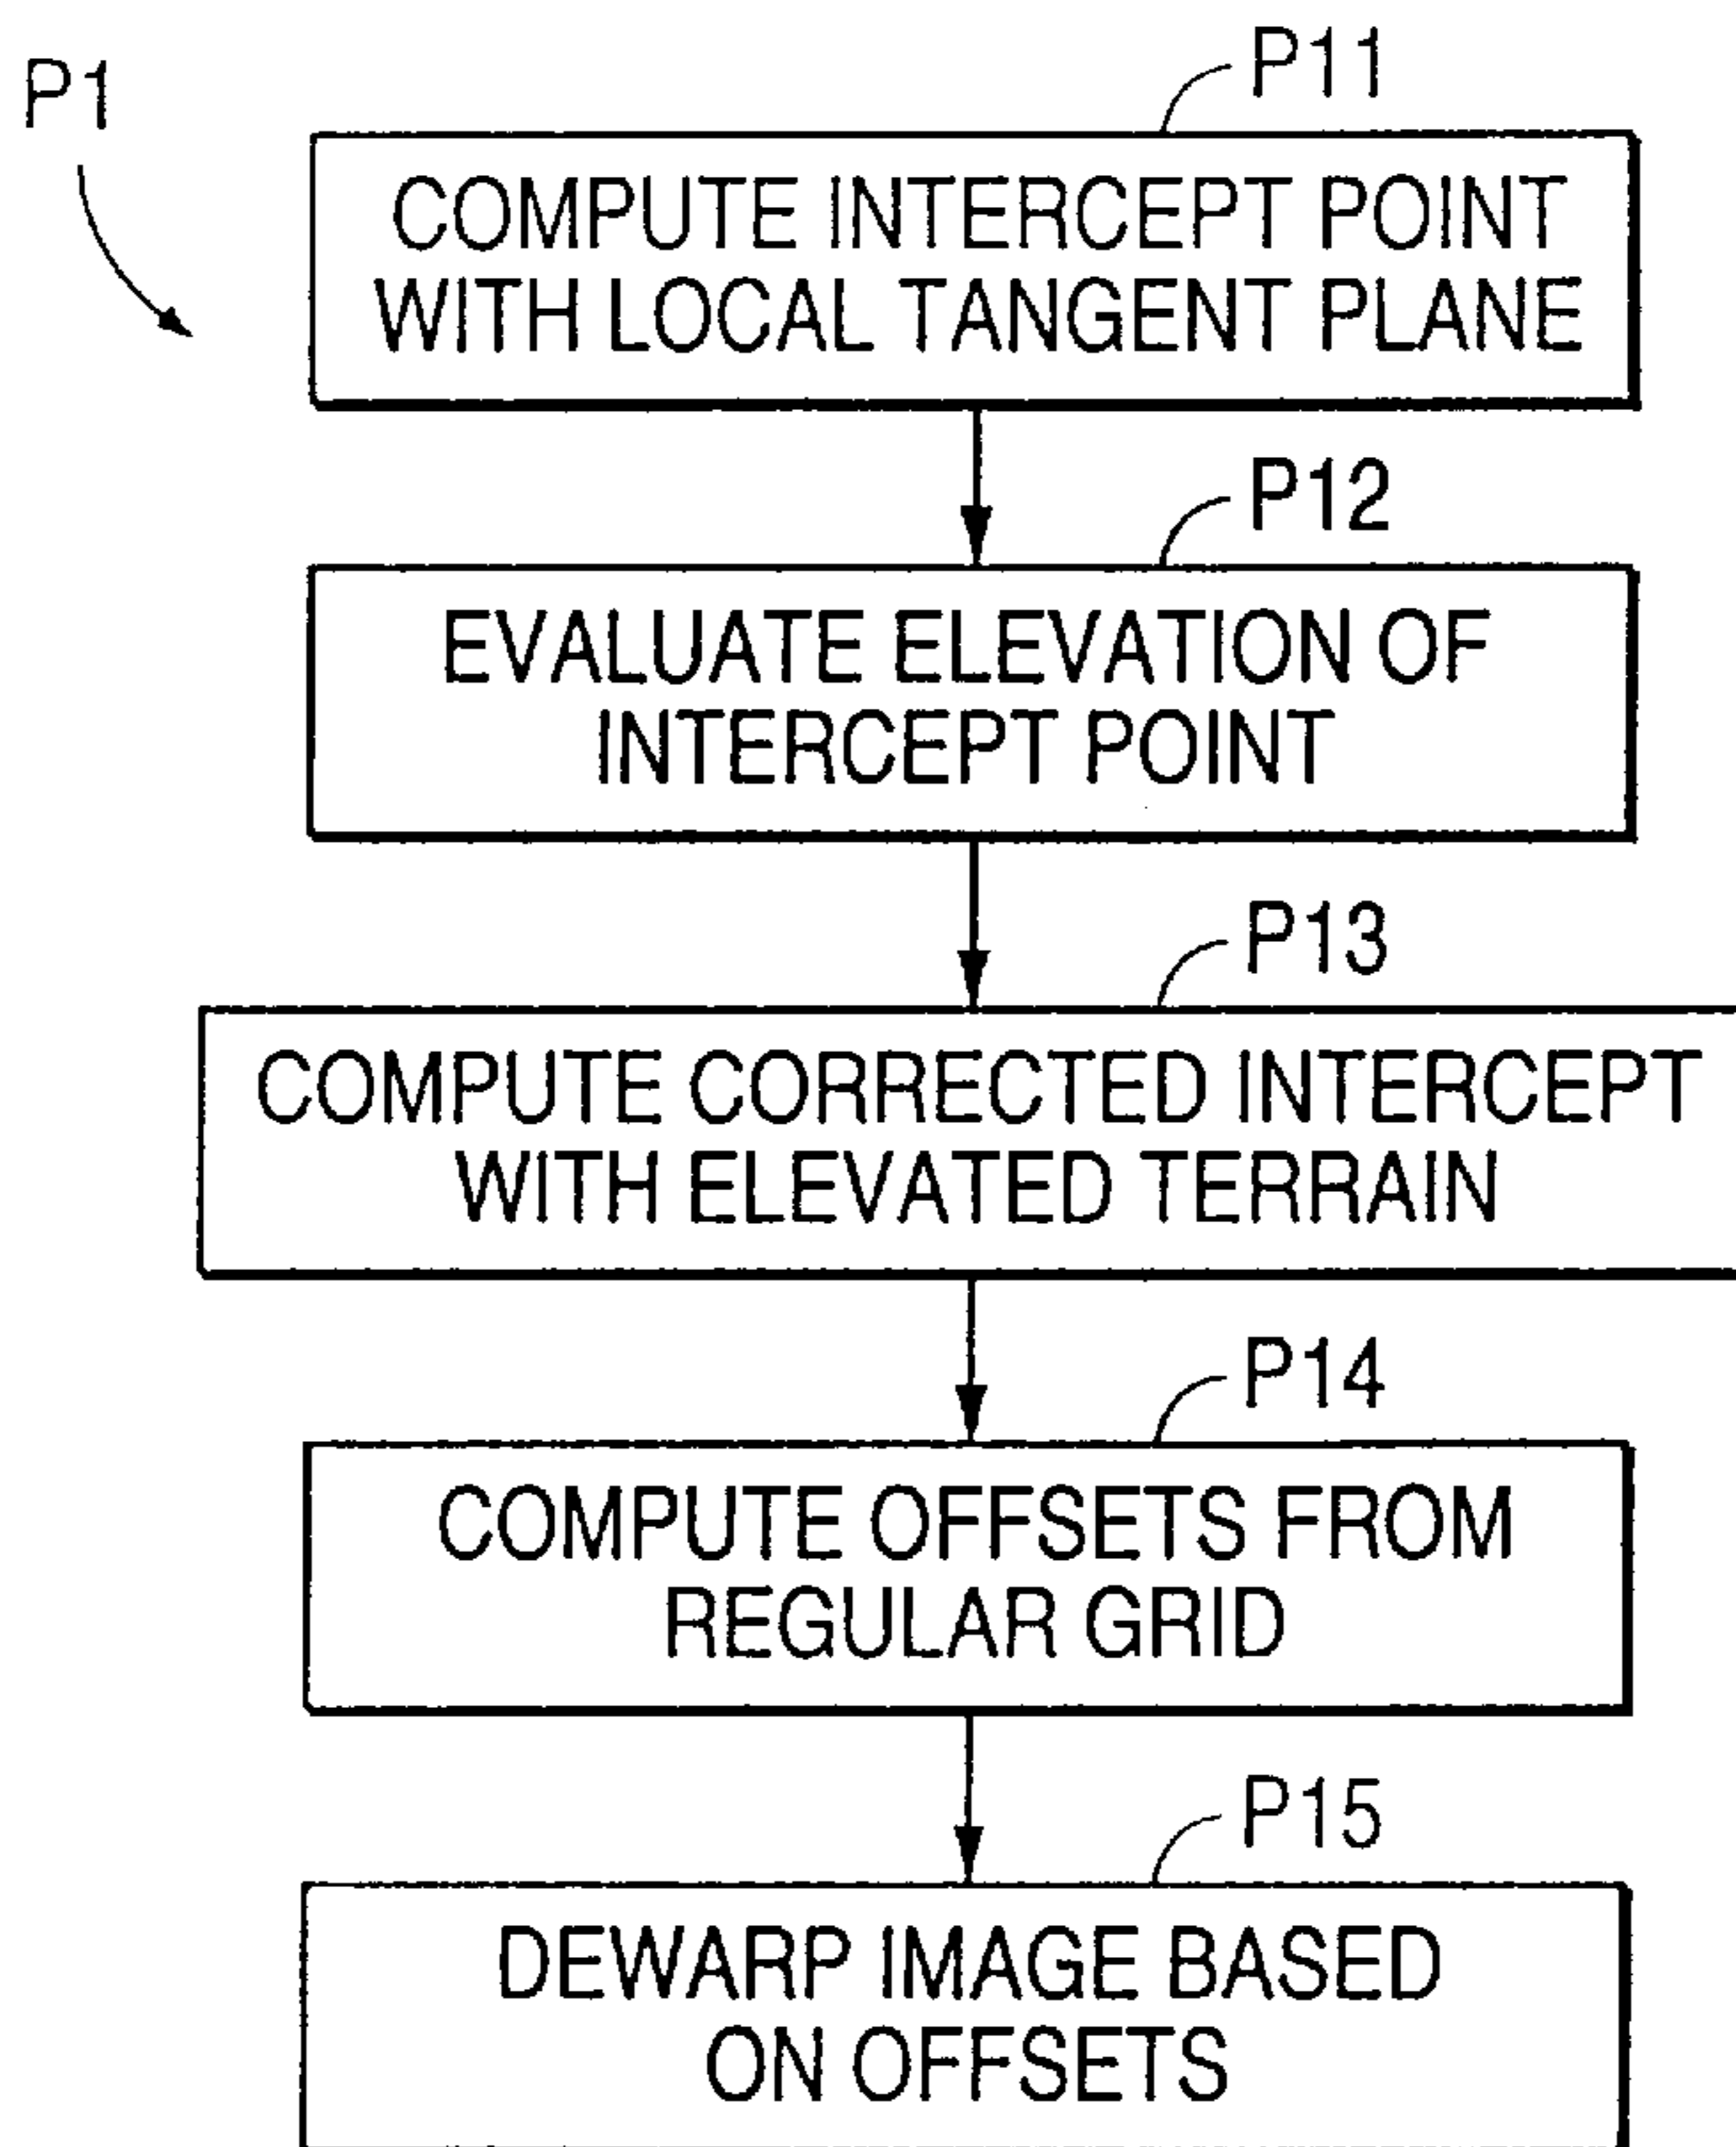 P1
P11
COMPUTE INTERCEPT POINT
WITH LOCAL TANGENT PLANE
P12
EVALUATE ELEVATION OF
INTERCEPT POINT
P13
COMPUTE CORRECTED INTERCEPT
WITH ELEVATED TERRAIN
P14
COMPUTE OFFSETS FROM
REGULAR GRID
P15
DEWARP IMAGE BASED
ON OFFSETS